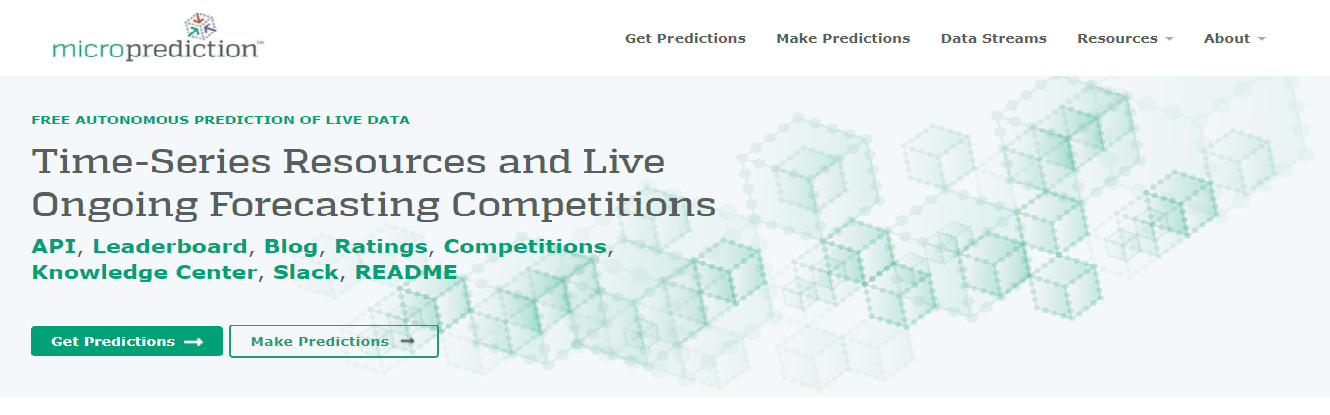 microprediction™
Get Predictions Make Predictions Data Streams Resources About
FREE AUTONOMOUS PREDICTION OF LIVE DATA
Time-Series Resources and Live
Ongoing Forecasting Competitions
API, Leaderboard, Blog, Ratings, Competitions,
Knowledge Center, Slack, README
Get Predictions Make Predictions